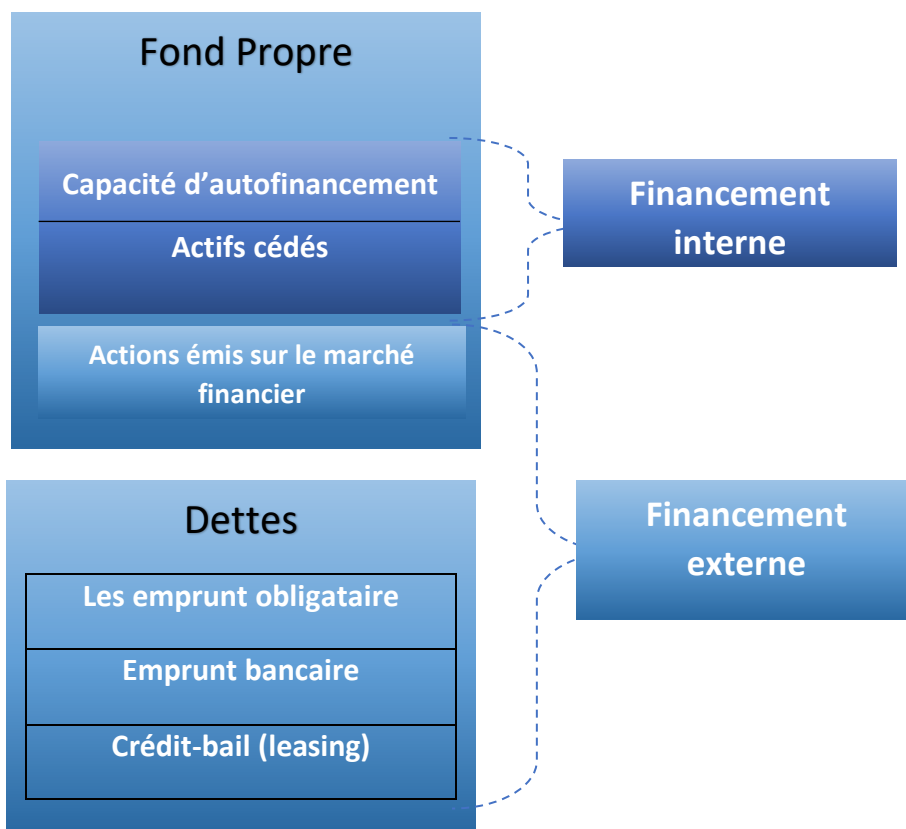 Fond Propre
Capacité d'autofinancement
Actifs cédés
Actions émis sur le marché
financier
Financement
interne
Dettes
Les emprunt obligataire
Emprunt bancaire
Crédit-bail (leasing)
Financement
externe